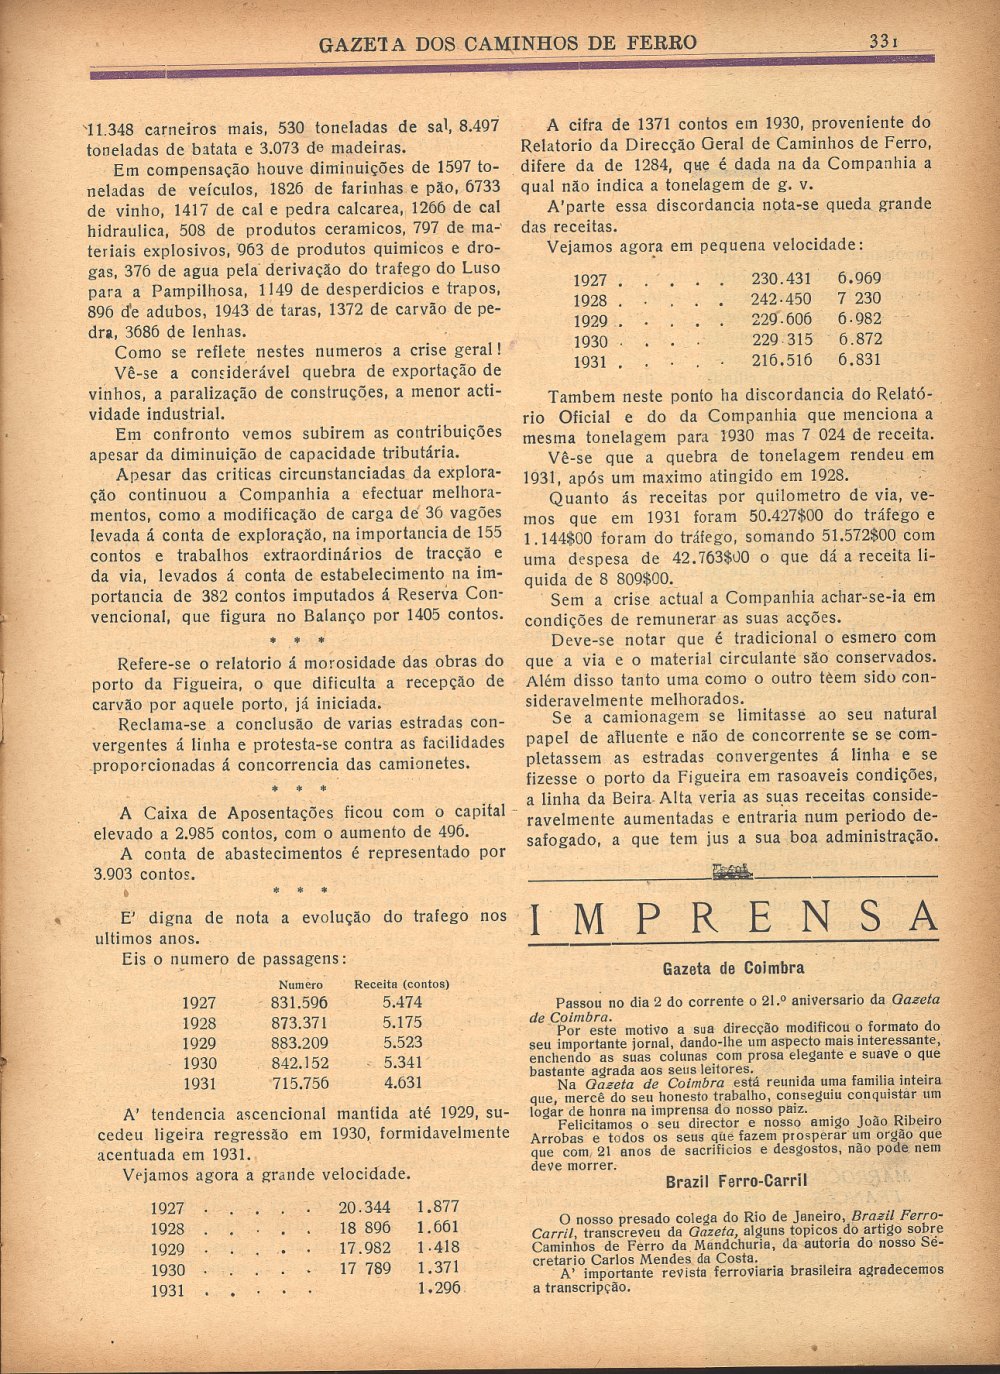 GAZETA DOS CAMINHOS DE FERRO 331
11.348 carneiros mais, 530 toneladas de sal, 8.497
toneladas de batata e 3.073 de madeiras.
Em compensação houve diminuições de 1597 to-
neladas de veículos, 1826 de farinhas e pão, 6733
de vinho, 1417 de cal e pedra calcarea, 1266 de cal
hidraulica, 508 de produtos ceramicos, 797 de ma-
teriais explosivos, 963 de produtos quimicos e dro-
gas, 376 de agua pela derivação do trafego do Luso
para a Pampilhosa, 1149 de desperdicios e trapos,
896 de adubos, 1943 de taras, 1372 de carvão de pe-
dra, 3686 de lenhas.
Como se reflete nestes numeros a crise geral!
Vê-se a considerável quebra de exportação de
vinhos, a paralização de construções, a menor acti-
vidade industrial.
Em confronto vemos subirem as contribuições
apesar da diminuição de capacidade tributária.
Apesar das criticas circunstanciadas da explora-
ção continuou a Companhia a efectuar melhora-
mentos, como a modificação de carga de 36 vagões
levada á conta de exploração, na importancia de 155
contos e trabalhos extraordinários de tracção e
da via, levados á conta de estabelecimento na im-
portancia de 382 contos imputados á Reserva Con-
vencional, que figura no Balanço por 1405 contos.
* * *
Refere-se o relatorio á morosidade das obras do
porto da Figueira, o que dificulta a recepção de
carvão por aquele porto, já iniciada.
Reclama-se a conclusão de varias estradas con-
vergentes á linha e protesta-se contra as facilidades
proporcionadas á concorrencia das camionetes.
* * *
A Caixa de Aposentações ficou com o capital
elevado a 2.985 contos, com o aumento de 496.
A conta de abastecimentos é representado por
3.903 contos.
* * *
E' digna de nota a evolução do trafego nos
ultimos anos.
Eis o numero de passagens:
Numero Receita (contos)
1927 831.596 5.474
1928 873.371 5.175
1929 883.209 5.523
1930 842.152 5.341
1931 715.756 4.631
A' tendencia ascencional mantida até 1929, su-
cedeu ligeira regressão em 1930, formidavelmente
acentuada em 1931.
Vejamos agora a grande velocidade.
1927 . . . . . 20.344 1.877
1928 . . . . . 18 896 1.661
1929 . . . . . 17.982 1.418
1930 . . . . . 17 789 1.371
1931 . . . . . 1.296
A cifra de 1371 contos em 1930, proveniente do
Relatorio da Direcção Geral de Caminhos de Ferro,
difere da de 1284, que é dada na da Companhia a
qual não indica a tonelagem de g. v.
A'parte essa discordancia nota-se queda grande
das receitas.
Vejamos agora em pequena velocidade:
1927 . . . . . 230.431 6.969
1928 . . . . . 242.450 7 230
1929 . . . . . 229.606 6.982
1930 . . . . 229 315 6.872
1931 . . . . 216.516 6.831
Tambem neste ponto ha discordancia do Relató-
rio Oficial e do da Companhia que menciona a
mesma tonelagem para 1930 mas 7 024 de receita.
Vê-se que a quebra de tonelagem rendeu em
1931, após um maximo atingido em 1928.
Quanto ás receitas por quilometro de via, ve-
mos que em 1931 foram 50.427$00 do tráfego e
1.144$00 foram do tráfego, somando 51.572$00 com
uma despesa de 42.763$00 o que dá a receita li-
quida de 8 809$00.
Sem a crise actual a Companhia achar-se-ia em
condições de remunerar as suas acções.
Deve-se notar que é tradicional o esmero com
que a via e o material circulante são conservados.
Além disso tanto uma como o outro tèem sido con-
sideravelmente melhorados.
Se a camionagem se limitasse ao seu natural
papel de afluente e não de concorrente se se com-
pletassem as estradas convergentes á linha e se
fizesse o porto da Figueira em rasoaveis condições,
a linha da Beira Alta veria as suas receitas conside-
ravelmente aumentadas e entraria num periodo de-
safogado, a que tem jus a sua boa administração.
IMPRENSA
Gazeta de Coimbra
Passou no dia 2 do corrente o 21.º aniversario da Gazeta
de Coimbra.
Por este motivo a sua direcção modificou o formato do
seu importante jornal, dando-lhe um aspecto mais interessante,
enchendo as suas colunas com prosa elegante e suave o que
bastante agrada aos seus leitores.
Na Gazeta de Coimbra está reunida uma familia inteira
que, mercê do seu honesto trabalho, conseguiu conquistar um
logar de honra na imprensa do nosso paiz.
Felicitamos o seu director e nosso amigo João Ribeiro
Arrobas e todos os seus que fazem prosperar um orgão que
que com 21 anos de sacrificios e desgostos, não pode nem
deve morrer.
Brazil Ferro-Carril
O nosso presado colega do Rio de Janeiro, Brazil Ferro-
Carril, transcreveu da Gazeta, alguns topicos do artigo sobre
Caminhos de Ferro da Mandchuria, da autoria do nosso Se-
cretario Carlos Mendes da Costa.
A' importante revista ferroviaria brasileira agradecemos
a transcripção.